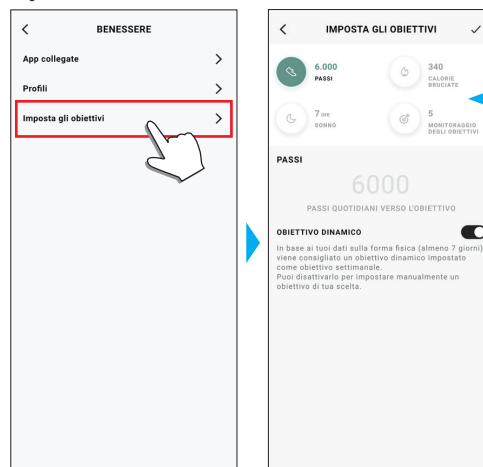 BENESSERE
App collegate
Profili
Imposta gli obiettivi
IMPOSTA GLI OBIETTIVI
6.000
PASSI
340
CALORIE
BRUCIATE
7 ore
SONNO
5
MONITORAGGIO
DEGLI OBIETTIVI
PASSI
6000
PASSI QUOTIDIANI VERSO L'OBIETTIVO
OBIETTIVO DINAMICO
In base ai tuoi dati sulla forma fisica (almeno 7 giorni)
viene consigliato un obiettivo dinamico impostato
come obiettivo settimanale.
Puoi disattivarlo per impostare manualmente un
obiettivo di tua scelta.